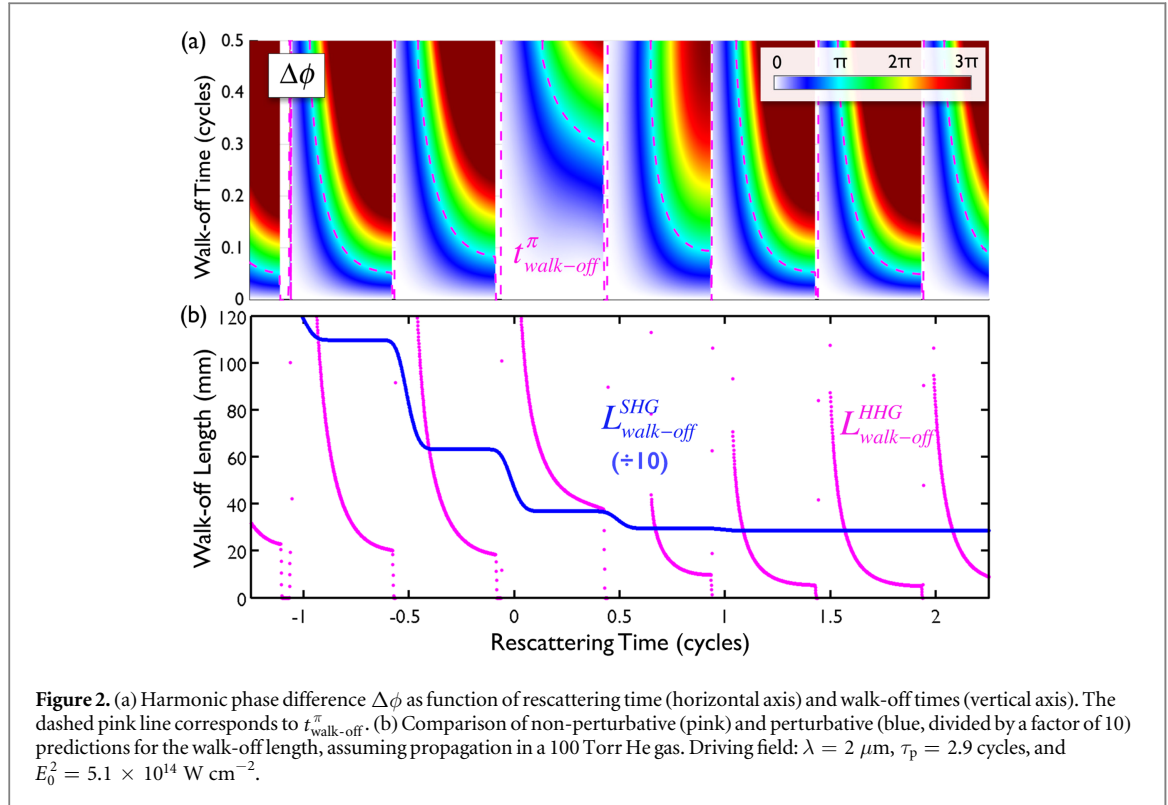 (a)
0.5
0.4
0.3
0.2
0.1
0
Walk-off Time (cycles)
Δϕ
0 π 2π 3π
t^π_walk-off
(b)
120
100
80
60
40
20
0
Walk-off Length (mm)
L^SHG_walk-off
(÷10)
L^HHG_walk-off
-1 -0.5 0 0.5 1 1.5 2
Rescattering Time (cycles)
Figure 2. (a) Harmonic phase difference Δϕ as function of rescattering time (horizontal axis) and walk-off times (vertical axis). The
dashed pink line corresponds to t^π_walk-off. (b) Comparison of non-perturbative (pink) and perturbative (blue, divided by a factor of 10)
predictions for the walk-off length, assuming propagation in a 100 Torr He gas. Driving field: λ = 2 μm, τ_p = 2.9 cycles, and
E_0^2 = 5.1 × 10^14 W cm^−2.